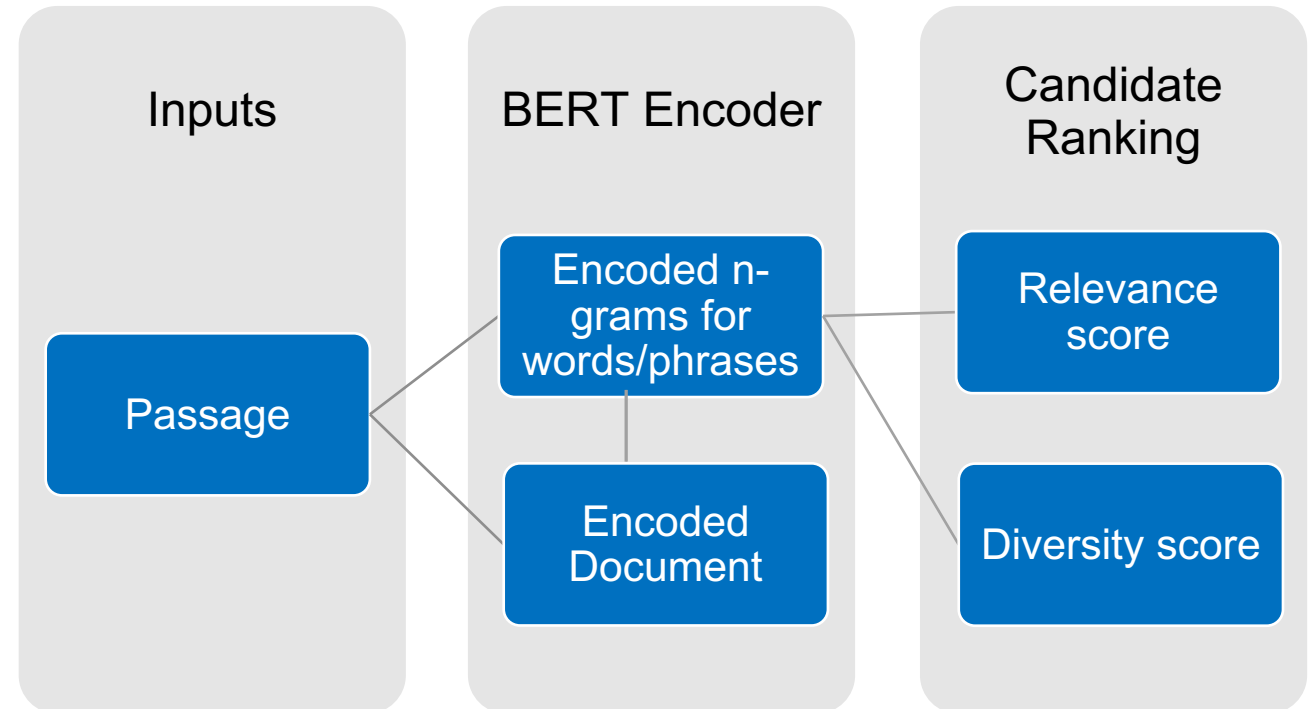 Inputs
Passage
BERT Encoder
Encoded n-
grams for
words/phrases
Encoded
Document
Candidate
Ranking
Relevance
score
Diversity score